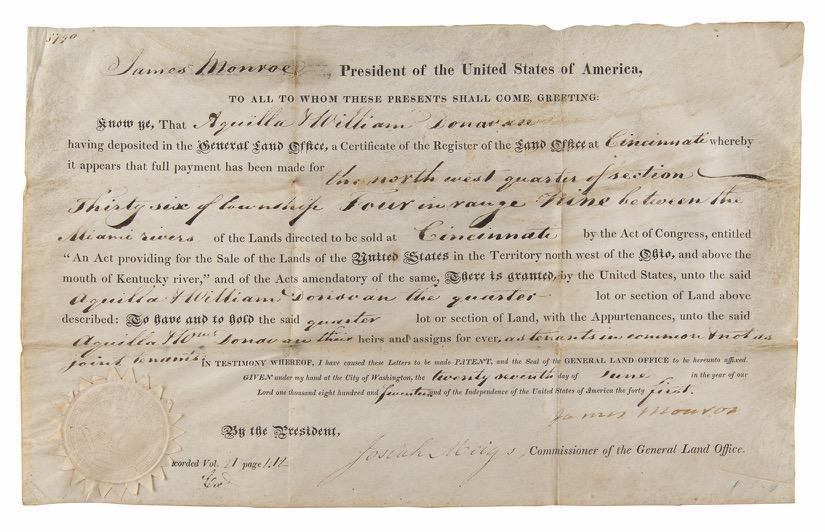 James Monroe President of the United States of America,
TO ALL TO WHOM THESE PRESENTS SHALL COME, GREETING:
Know ye, That Aquilla & William Donovan
having deposited in the General Land Office, a Certificate of the Register of the Land Office at Cincinnati whereby
it appears that full payment has been made for the north west quarter of section
Thirty six of township Four in range Nine between the
Miami rivers of the Lands directed to be sold at Cincinnati by the Act of Congress, entitled
“An Act providing for the Sale of the Lands of the United States in the Territory north west of the Ohio, and above the
mouth of Kentucky river,” and of the Acts amendatory of the same, There is granted, by the United States, unto the said
Aquilla & William Donovan the quarter lot or section of Land above
described: To have and to hold the said quarter lot or section of Land, with the Appurtenances, unto the said
Aquilla & Wm Donovan their heirs and assigns for ever, as tenants in common & not as
joint tenants. IN TESTIMONY WHEREOF, I have caused these Letters to be made PATENT, and the Seal of the GENERAL LAND OFFICE to be hereunto affixed.
GIVEN under my hand at the City of Washington, the twenty seventh day of June in the year of our
Lord one thousand eight hundred and seventeen and of the Independence of the United States of America the forty first.
James Monroe
By the President,
Josiah Meigs, Commissioner of the General Land Office.
corded Vol. page